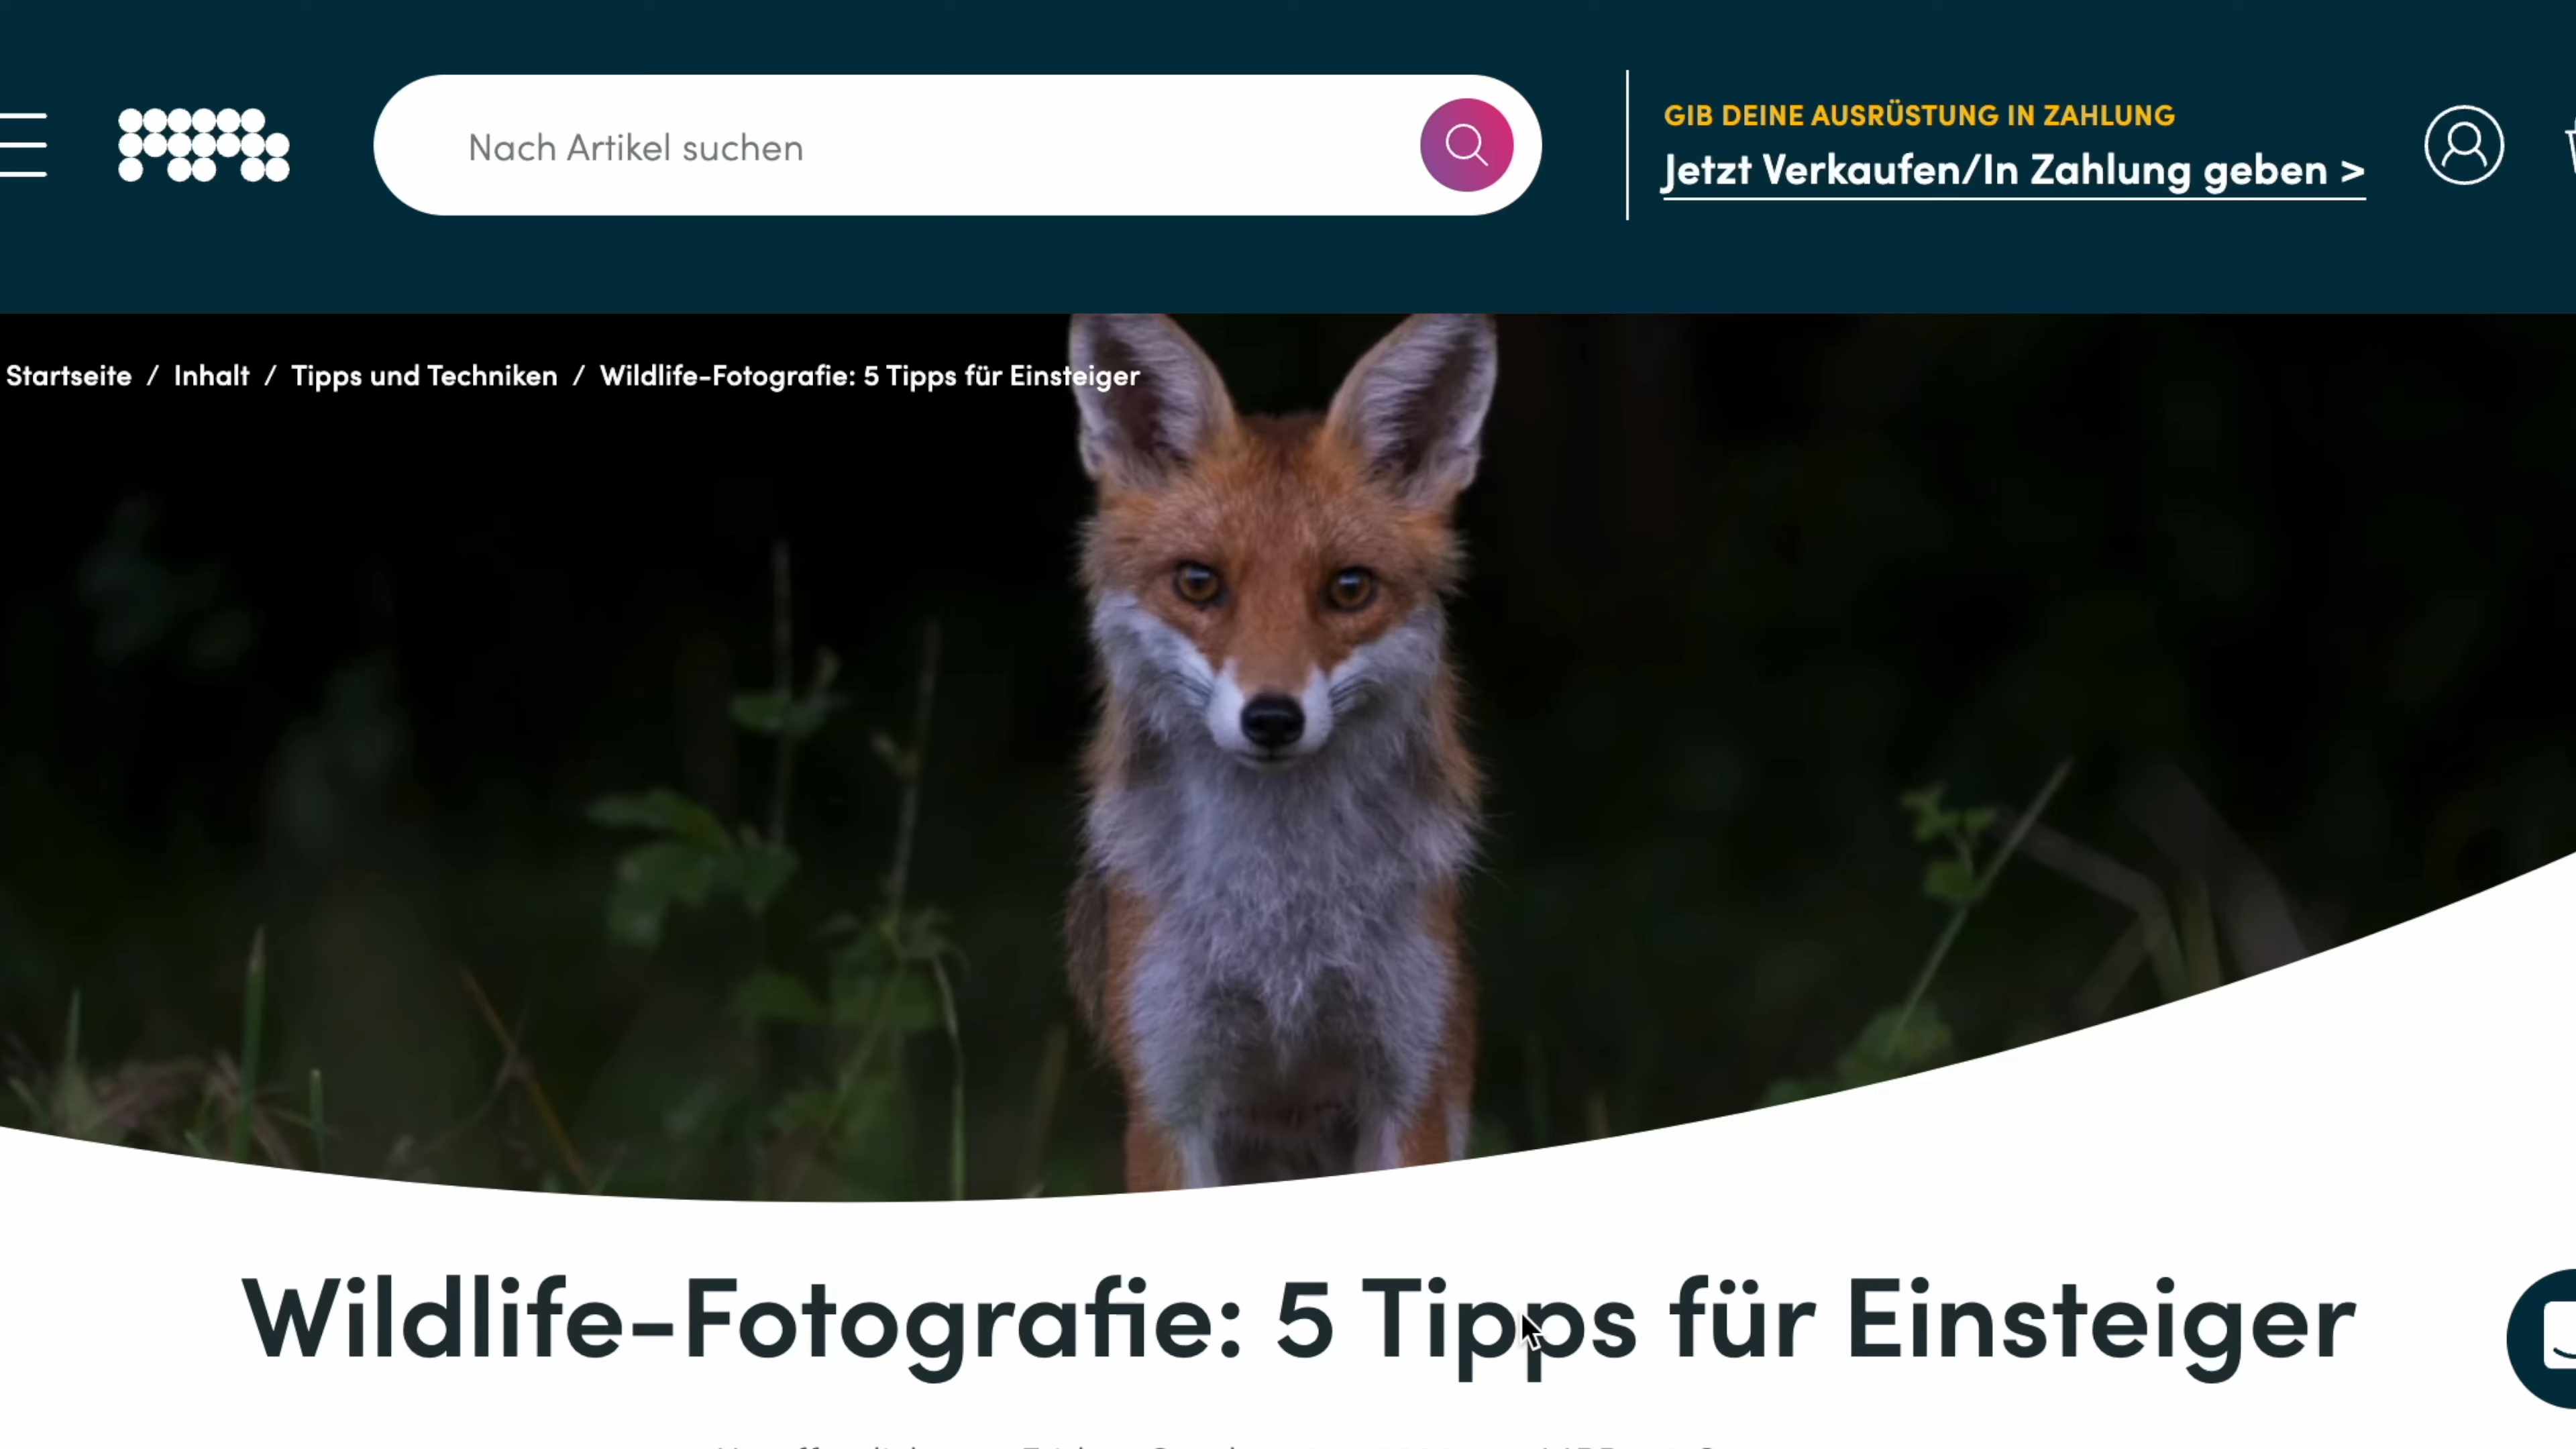 Nach Artikel suchen
GIB DEINE AUSRÜSTUNG IN ZAHLUNG
Jetzt Verkaufen/In Zahlung geben >
Startseite / Inhalt / Tipps und Techniken / Wildlife-Fotografie: 5 Tipps für Einsteiger
Wildlife-Fotografie: 5 Tipps für Einsteiger